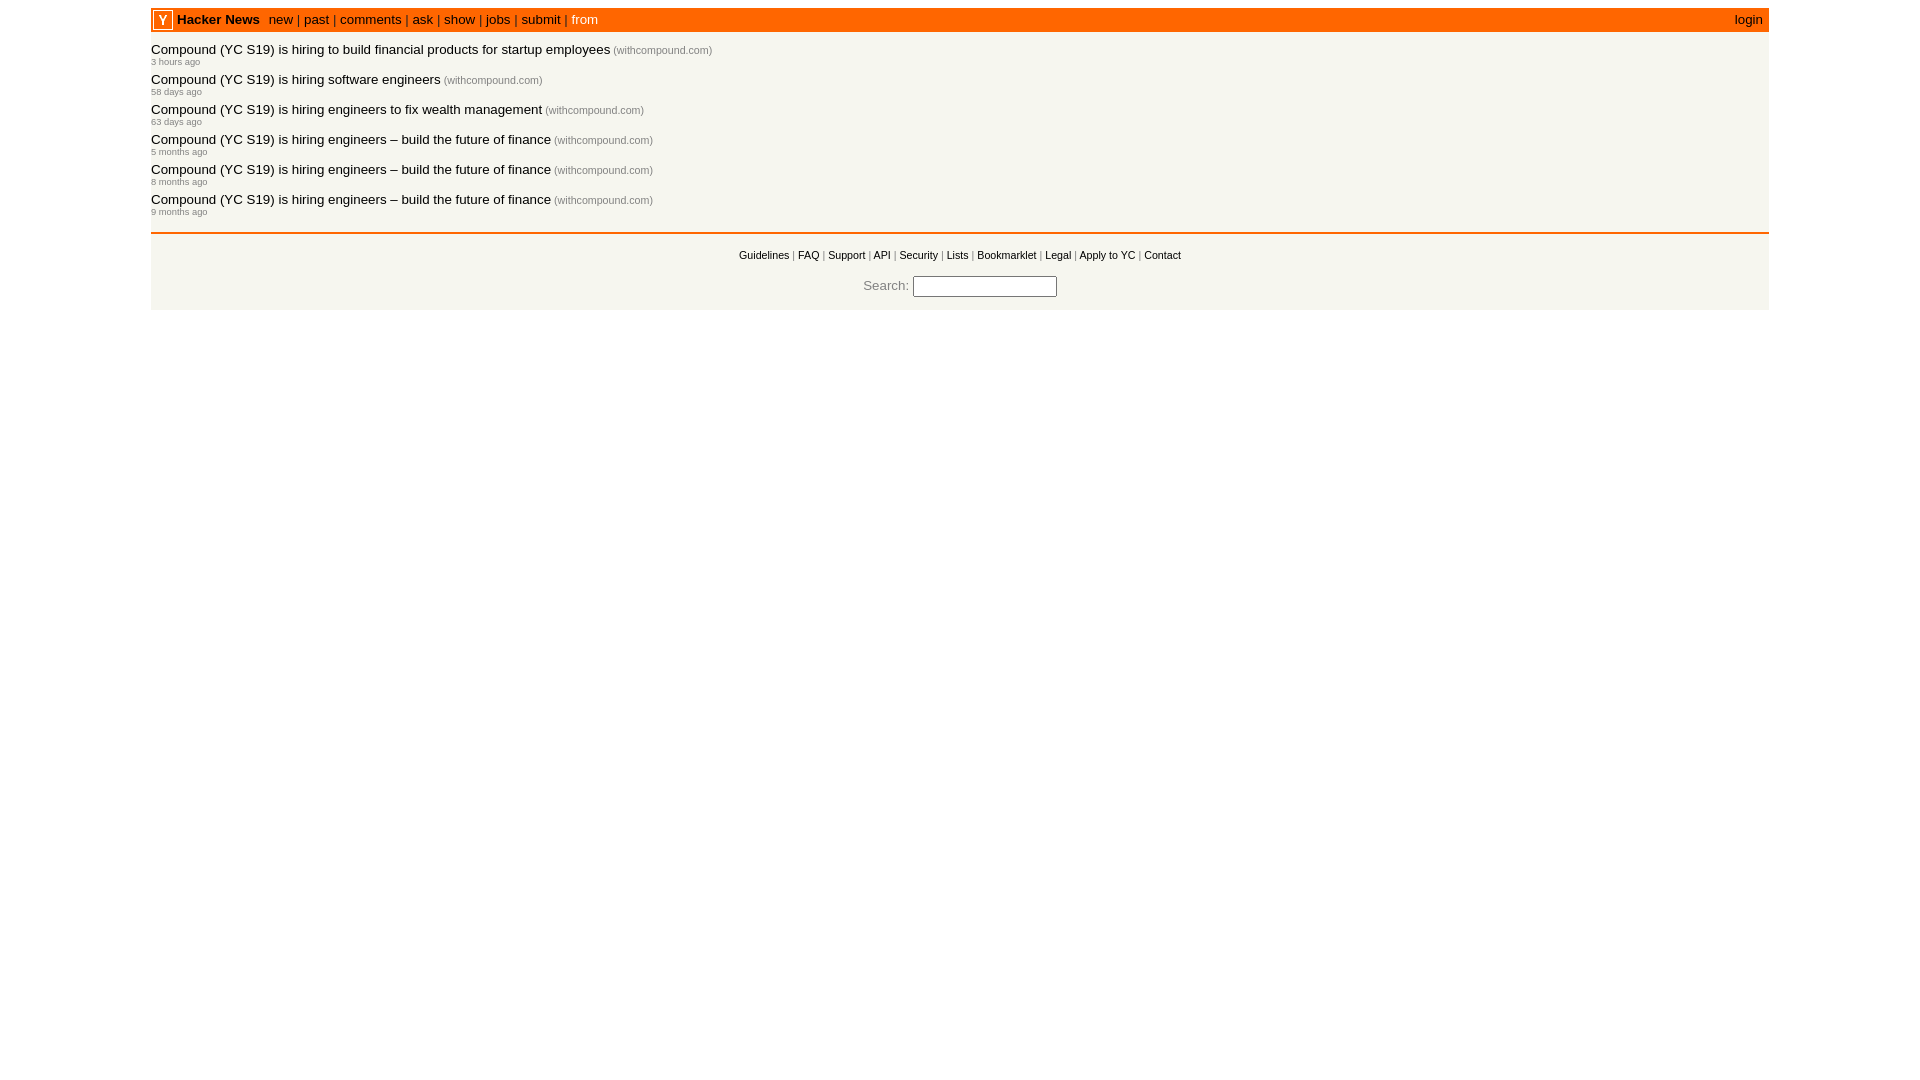 Y Hacker News new | past | comments | ask | show | jobs | submit | from login
Compound (YC S19) is hiring to build financial products for startup employees (withcompound.com)
3 hours ago
Compound (YC S19) is hiring software engineers (withcompound.com)
58 days ago
Compound (YC S19) is hiring engineers to fix wealth management (withcompound.com)
63 days ago
Compound (YC S19) is hiring engineers – build the future of finance (withcompound.com)
5 months ago
Compound (YC S19) is hiring engineers – build the future of finance (withcompound.com)
8 months ago
Compound (YC S19) is hiring engineers – build the future of finance (withcompound.com)
9 months ago
Guidelines | FAQ | Support | API | Security | Lists | Bookmarklet | Legal | Apply to YC | Contact
Search: